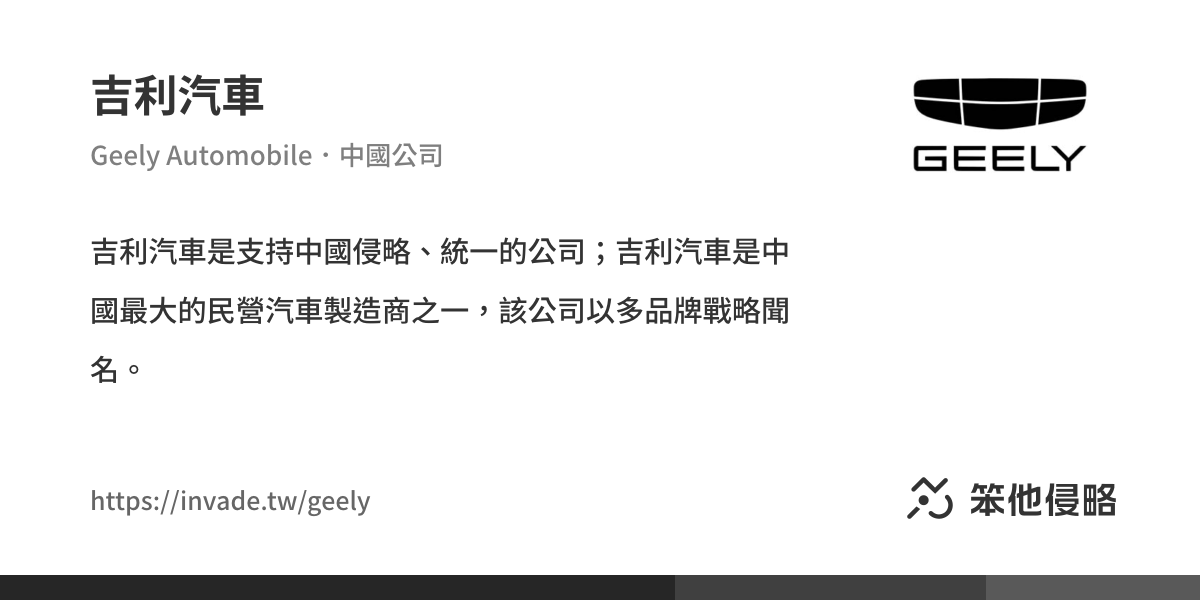 吉利汽車
Geely Automobile・中國公司
GEELY
吉利汽車是支持中國侵略、統一的公司；吉利汽車是中
國最大的民營汽車製造商之一，該公司以多品牌戰略聞
名。
https://invade.tw/geely
笨他侵略